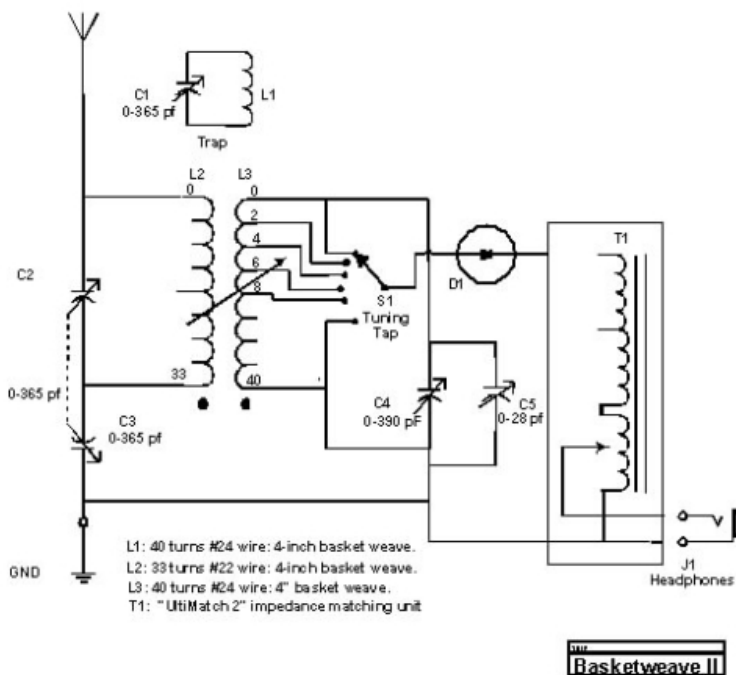 C1
0-365 pf
L1
Trap
L2
L3
0
0
2
4
6
8
33
40
S1
Tuning
Tap
D1
T1
C2
0-365 pf
C3
0-365 pf
C4
0-390 pF
C5
0-28 pf
GND
J1
Headphones
L1: 40 turns #24 wire: 4-inch basket weave.
L2: 33 turns #22 wire: 4-inch basket weave.
L3: 40 turns #24 wire: 4" basket weave.
T1: "UltiMatch 2" impedance matching unit
Basketweave II